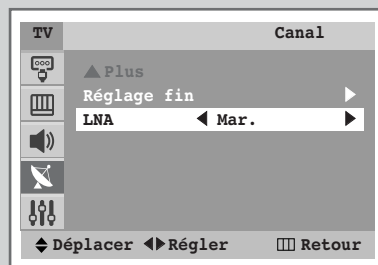 TV Canal
▲Plus
Réglage fin ▶
LNA ◀ Mar. ▶
Déplacer ◀▶Régler Retour